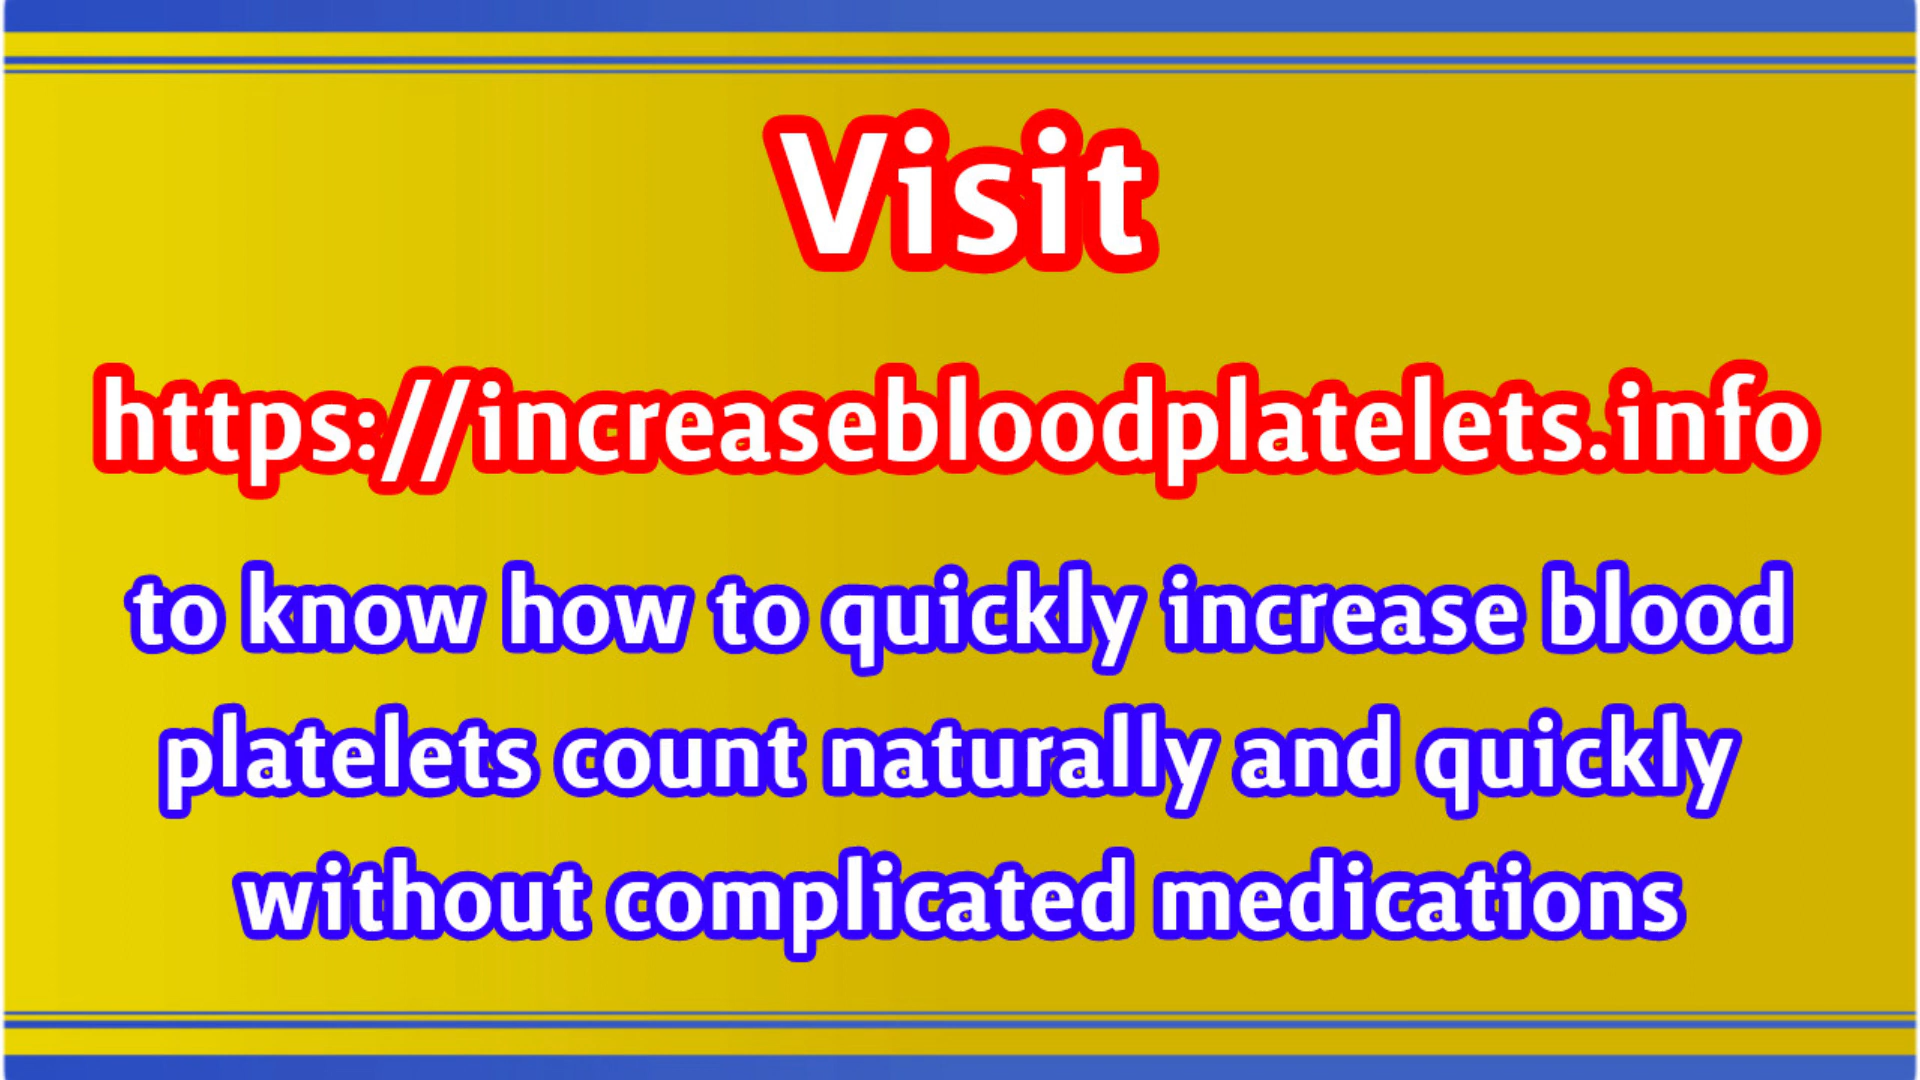 Visit
https://increasebloodplatelets.info
to know how to quickly increase blood
platelets count naturally and quickly
without complicated medications